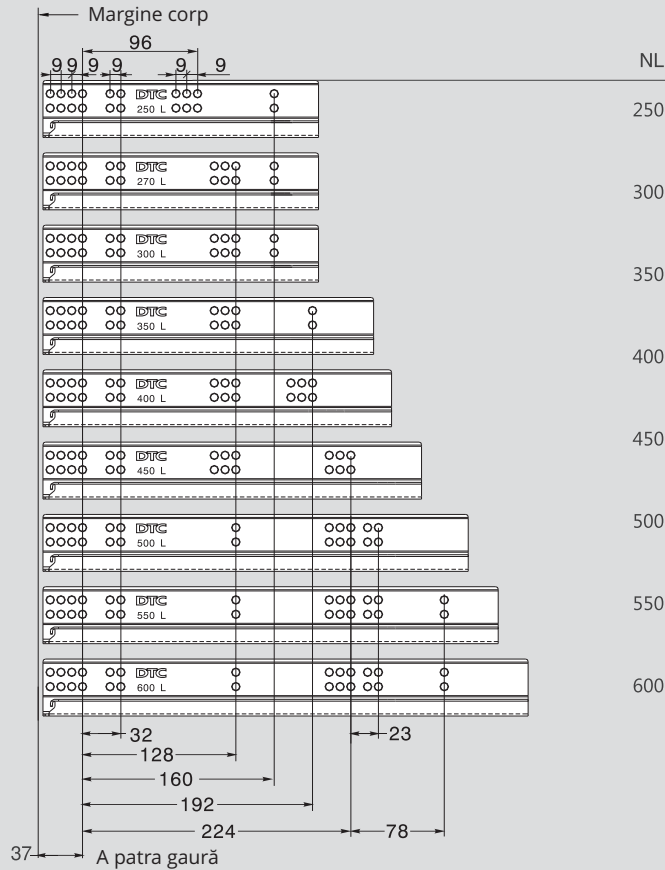 Margine corp
96
NL
9 9 9 9 9 9
DTC
250 L
250
DTC
270 L
300
DTC
300 L
350
DTC
350 L
400
DTC
400 L
450
DTC
450 L
500
DTC
500 L
550
DTC
550 L
600
DTC
600 L
32
23
128
160
192
224
78
37
A patra gaură